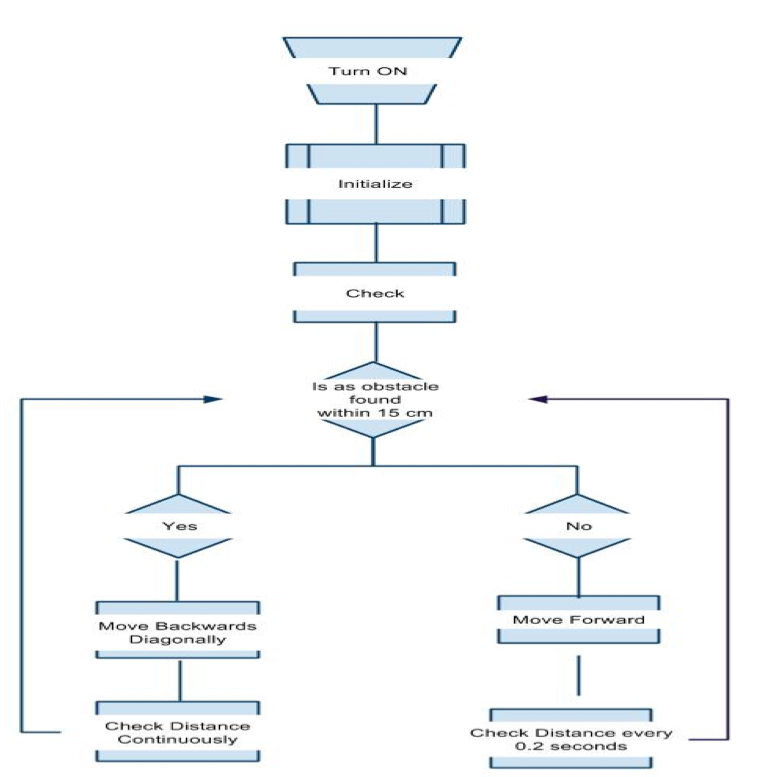 Turn ON
Initialize
Check
Is as obstacle
found
within 15 cm
Yes
No
Move Backwards
Diagonally
Move Forward
Check Distance
Continuously
Check Distance every
0.2 seconds